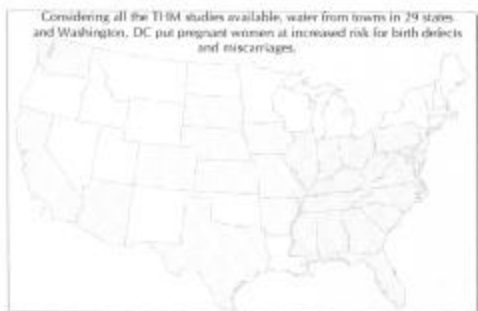 Considering all the THM studies available, water from towns in 29 states
and Washington, DC put pregnant women at increased risk for birth defects
and miscarriages.